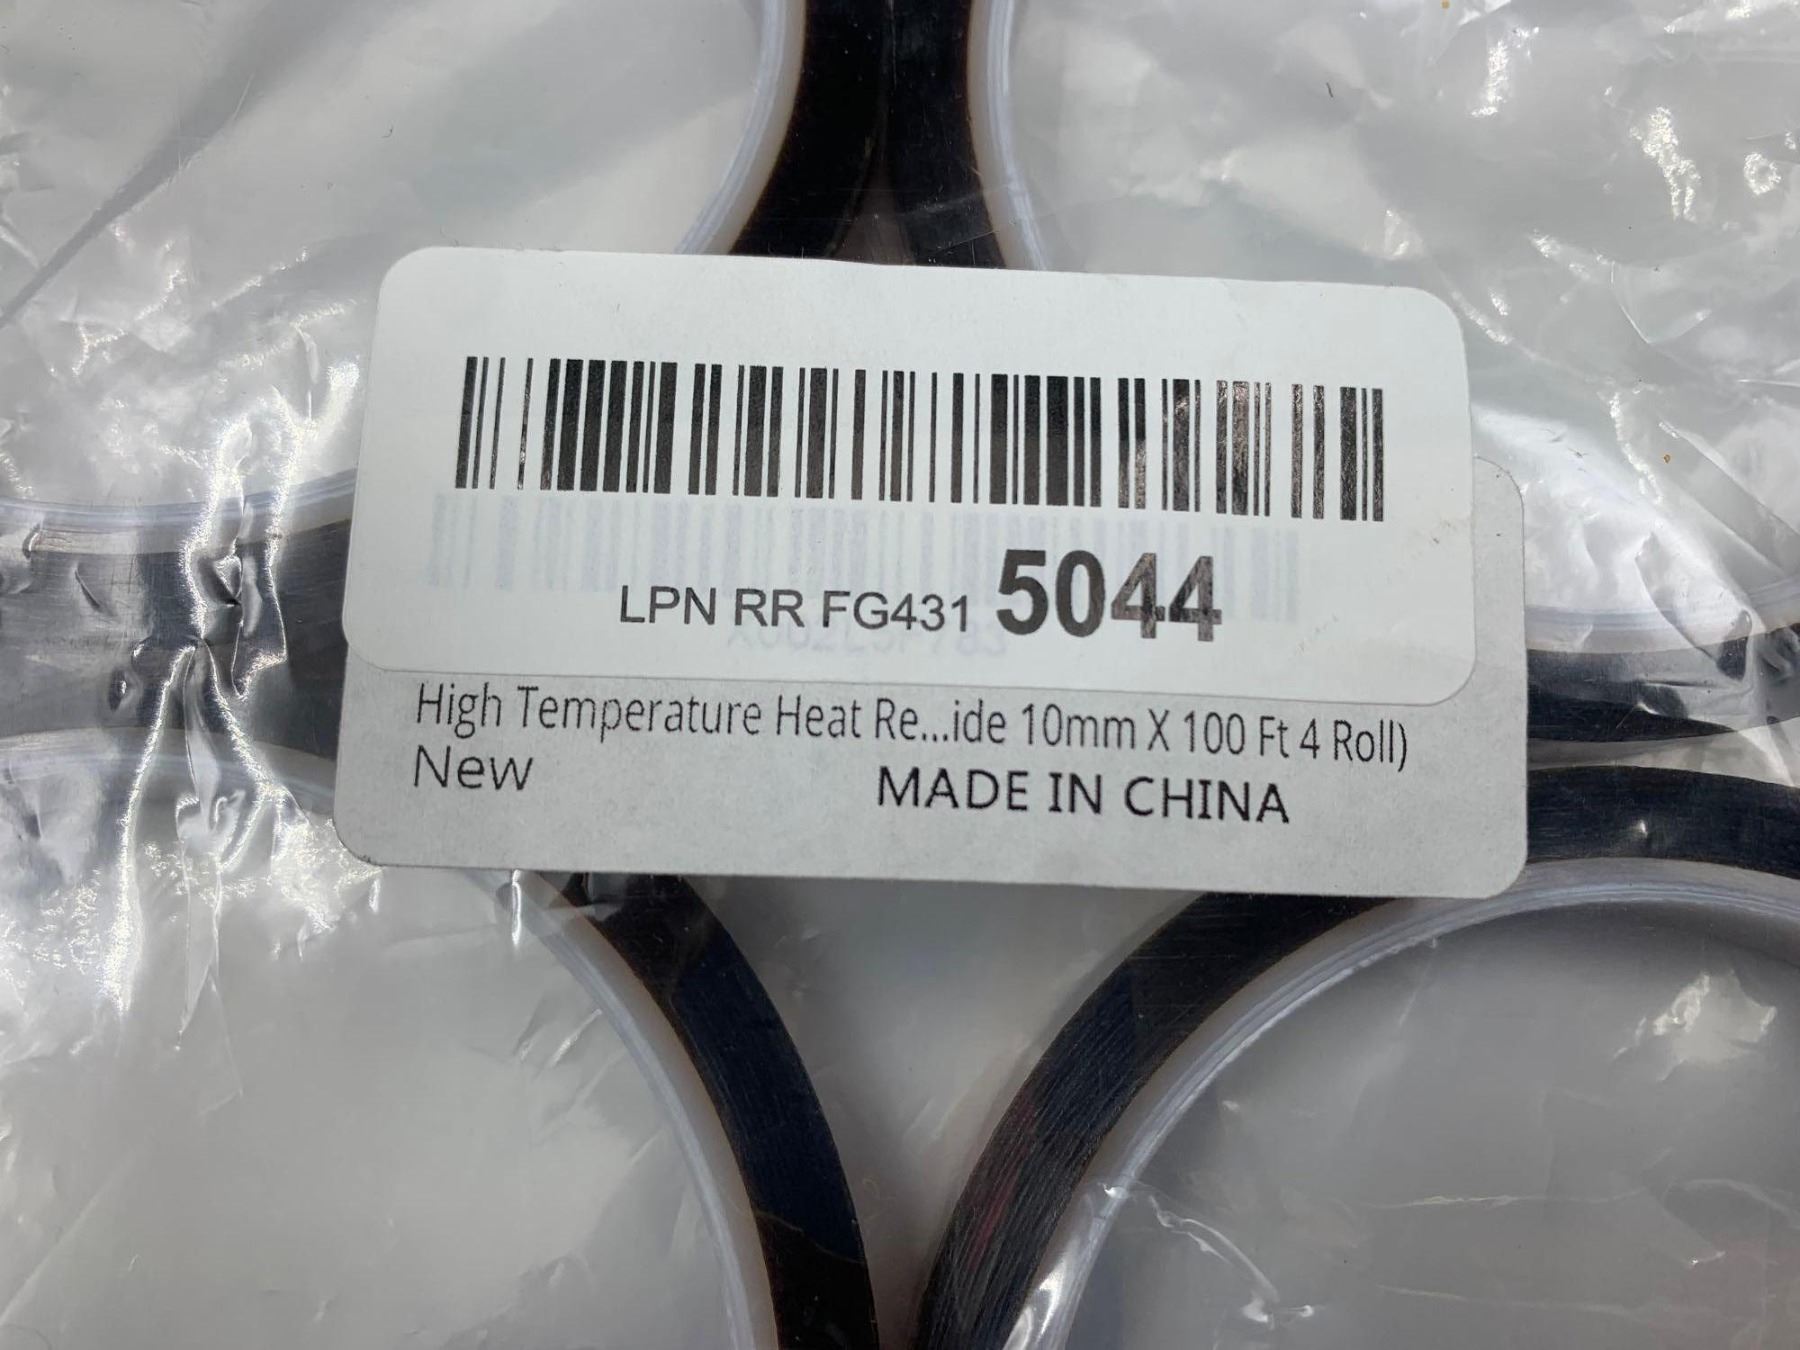 LPN RR FG431 5044
High Temperature Heat Re...ide 10mm X 100 Ft 4 Roll)
New
MADE IN CHINA